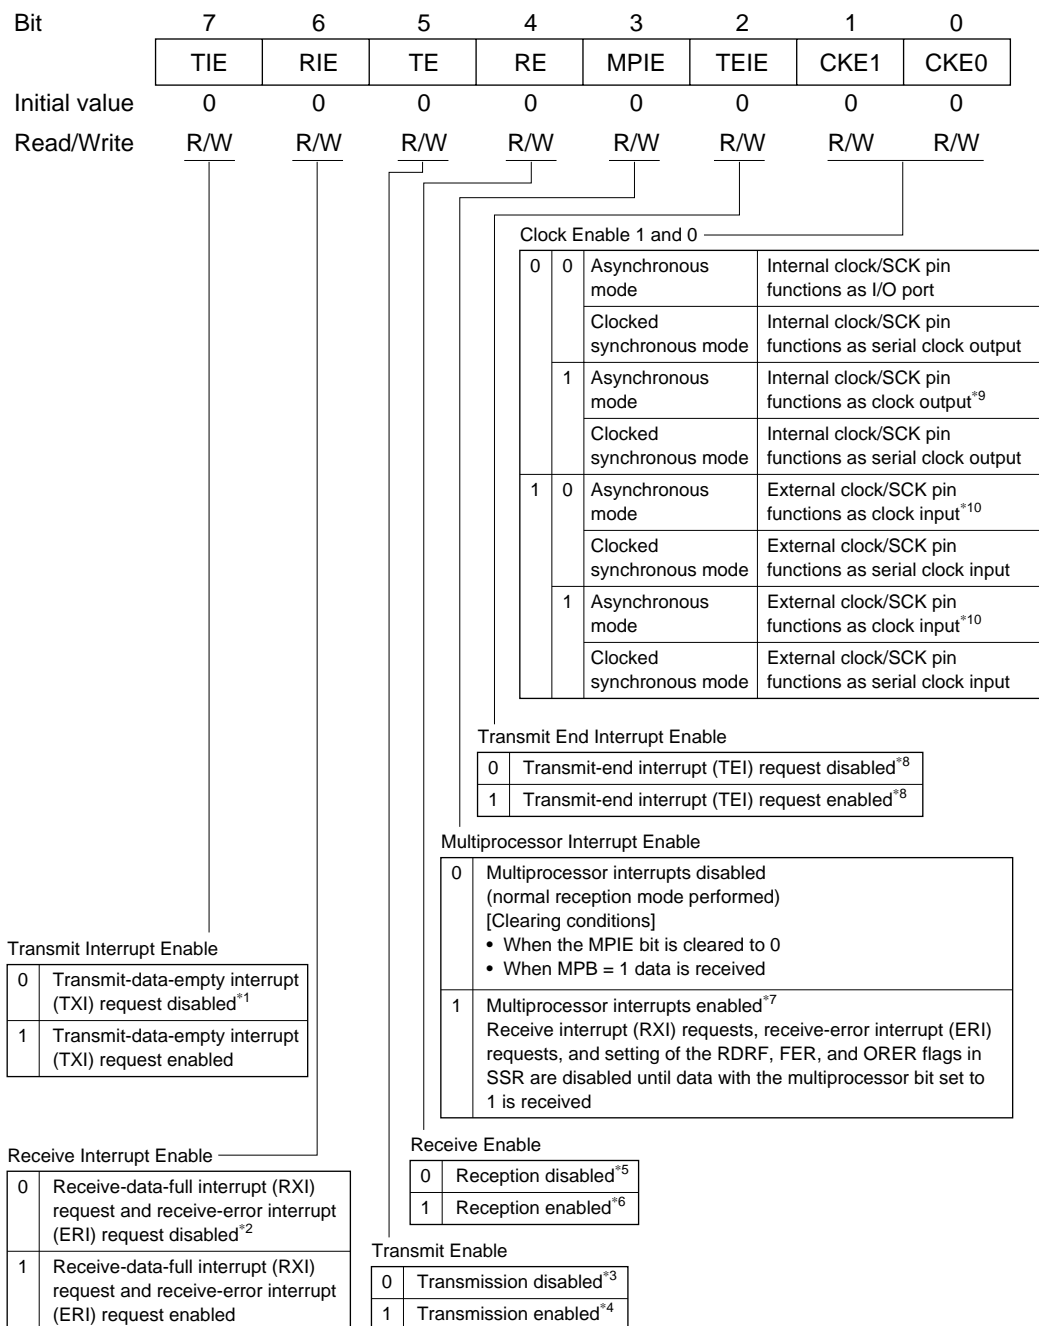 Bit 7 6 5 4 3 2 1 0
TIE RIE TE RE MPIE TEIE CKE1 CKE0
Initial value 0 0 0 0 0 0 0 0
Read/Write R/W R/W R/W R/W R/W R/W R/W R/W
Clock Enable 1 and 0
0 0 Asynchronous mode Internal clock/SCK pin functions as I/O port
Clocked synchronous mode Internal clock/SCK pin functions as serial clock output
1 Asynchronous mode Internal clock/SCK pin functions as clock output*9
Clocked synchronous mode Internal clock/SCK pin functions as serial clock output
1 0 Asynchronous mode External clock/SCK pin functions as clock input*10
Clocked synchronous mode External clock/SCK pin functions as serial clock input
1 Asynchronous mode External clock/SCK pin functions as clock input*10
Clocked synchronous mode External clock/SCK pin functions as serial clock input
Transmit End Interrupt Enable
0 Transmit-end interrupt (TEI) request disabled*8
1 Transmit-end interrupt (TEI) request enabled*8
Multiprocessor Interrupt Enable
0 Multiprocessor interrupts disabled
(normal reception mode performed)
[Clearing conditions]
• When the MPIE bit is cleared to 0
• When MPB = 1 data is received
1 Multiprocessor interrupts enabled*7
Receive interrupt (RXI) requests, receive-error interrupt (ERI)
requests, and setting of the RDRF, FER, and ORER flags in
SSR are disabled until data with the multiprocessor bit set to
1 is received
Transmit Interrupt Enable
0 Transmit-data-empty interrupt
(TXI) request disabled*1
1 Transmit-data-empty interrupt
(TXI) request enabled
Receive Enable
0 Reception disabled*5
1 Reception enabled*6
Receive Interrupt Enable
0 Receive-data-full interrupt (RXI)
request and receive-error interrupt
(ERI) request disabled*2
1 Receive-data-full interrupt (RXI)
request and receive-error interrupt
(ERI) request enabled
Transmit Enable
0 Transmission disabled*3
1 Transmission enabled*4